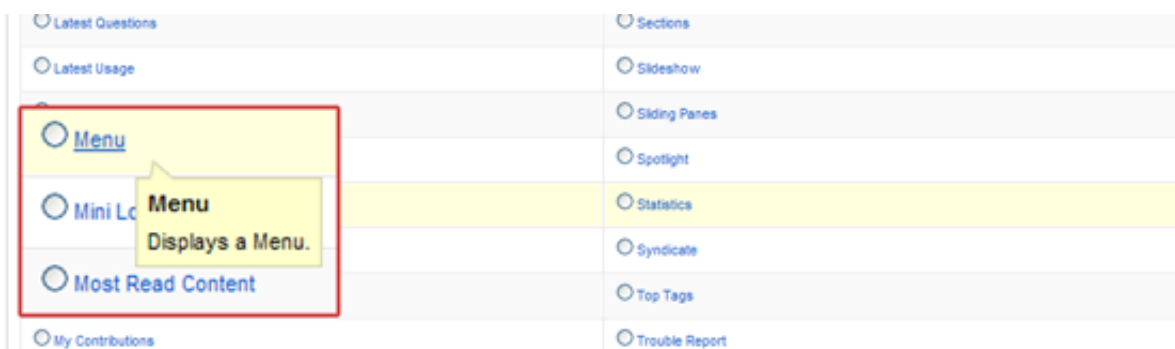 Latest Questions
Sections
Latest Usage
Slideshow
Sliding Panes
Menu
Spotlight
Mini
Menu
Statistics
Displays a Menu.
Syndicate
Most Read Content
Top Tags
My Contributions
Trouble Report